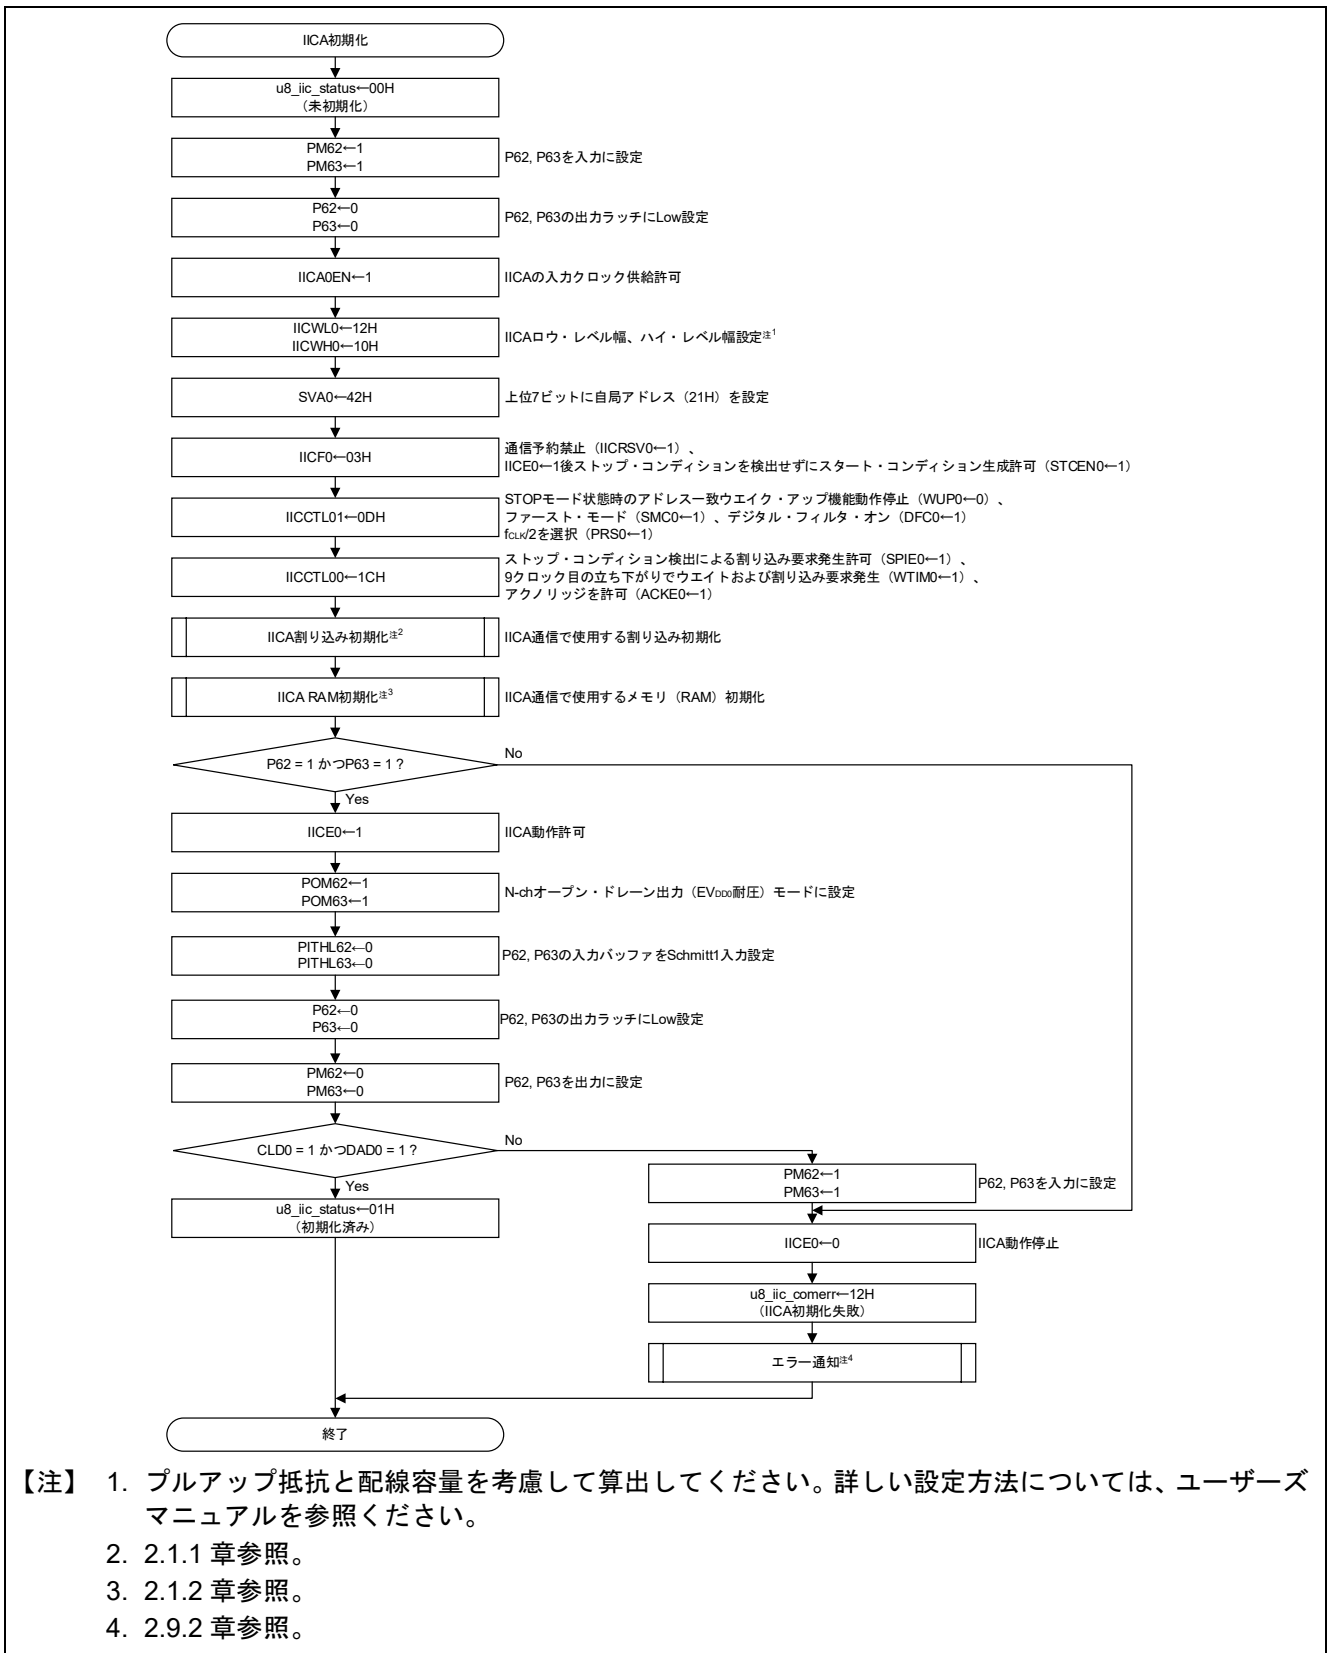 IICA初期化
u8_iic_status←00H
（未初期化）
PM62←1
PM63←1
P62, P63を入力に設定
P62←0
P63←0
P62, P63の出力ラッチにLow設定
IICA0EN←1
IICAの入力クロック供給許可
IICWL0←12H
IICWH0←10H
IICAロウ・レベル幅、ハイ・レベル幅設定注1
SVA0←42H
上位7ビットに自局アドレス（21H）を設定
IICF0←03H
通信予約禁止（IICRSV0←1）、
IICE0←1後ストップ・コンディションを検出せずにスタート・コンディション生成許可（STCEN0←1）
IICCTL01←0DH
STOPモード状態時のアドレス一致ウエイク・アップ機能動作停止（WUP0←0）、
ファースト・モード（SMC0←1）、デジタル・フィルタ・オン（DFC0←1）
fCLK/2を選択（PRS0←1）
IICCTL00←1CH
ストップ・コンディション検出による割り込み要求発生許可（SPIE0←1）、
9クロック目の立ち下がりでウエイトおよび割り込み要求発生（WTIM0←1）、
アクノリッジを許可（ACKE0←1）
IICA割り込み初期化注2
IICA通信で使用する割り込み初期化
IICA RAM初期化注3
IICA通信で使用するメモリ（RAM）初期化
P62 = 1 かつP63 = 1 ?
No
Yes
IICE0←1
IICA動作許可
POM62←1
POM63←1
N-chオープン・ドレーン出力（EVDD0耐圧）モードに設定
PITHL62←0
PITHL63←0
P62, P63の入力バッファをSchmitt1入力設定
P62←0
P63←0
P62, P63の出力ラッチにLow設定
PM62←0
PM63←0
P62, P63を出力に設定
CLD0 = 1 かつDAD0 = 1 ?
No
Yes
PM62←1
PM63←1
P62, P63を入力に設定
u8_iic_status←01H
（初期化済み）
IICE0←0
IICA動作停止
u8_iic_comerr←12H
（IICA初期化失敗）
エラー通知注4
終了
【注】 1. プルアップ抵抗と配線容量を考慮して算出してください。詳しい設定方法については、ユーザーズ
マニュアルを参照ください。
2. 2.1.1 章参照。
3. 2.1.2 章参照。
4. 2.9.2 章参照。